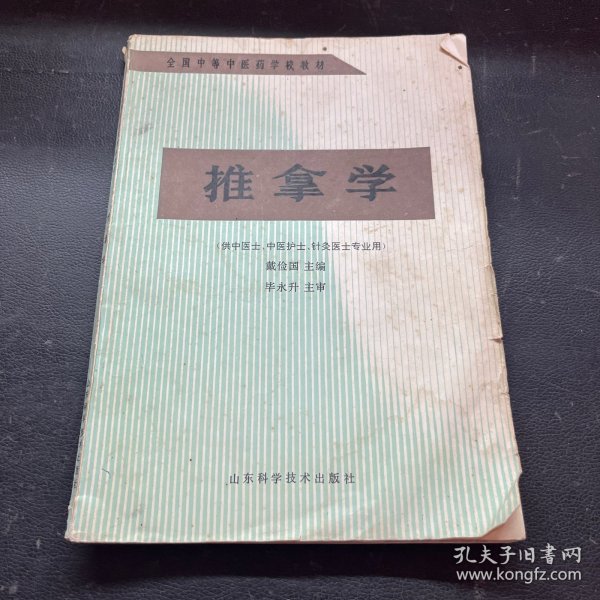 全国中等中医药学校教材
推拿学
(供中医士、中医护士、针灸医士专业用)
戴俭国 主编
毕永升 主审
山东科学技术出版社
孔夫子旧书网
www.kongfz.com